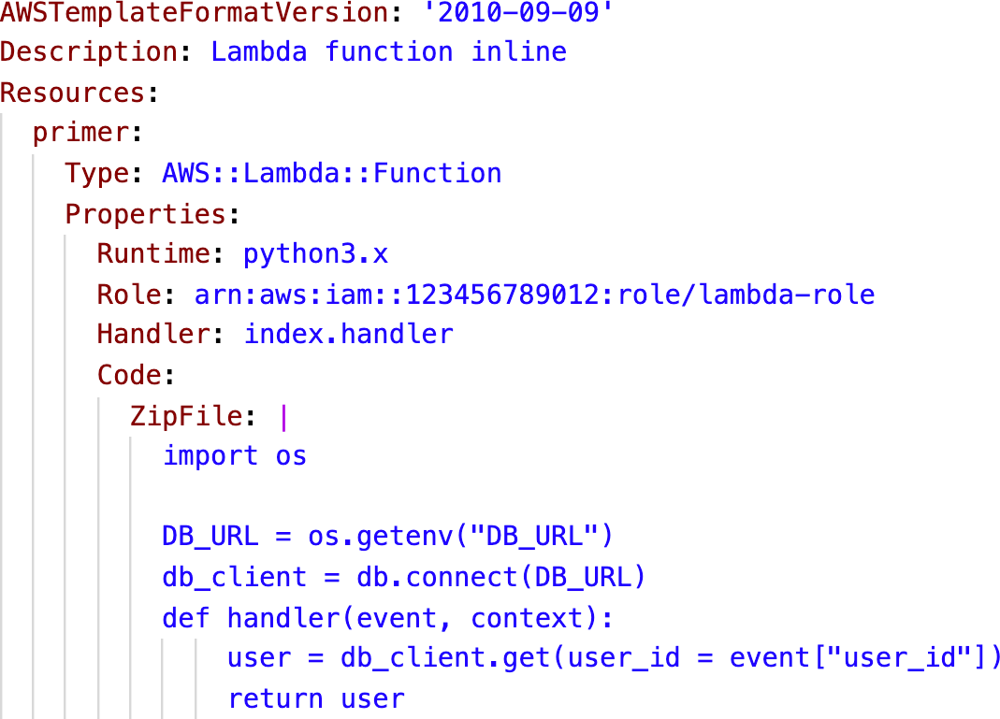 AWSTemplateFormatVersion: '2010-09-09'
Description: Lambda function inline
Resources:
  primer:
    Type: AWS::Lambda::Function
    Properties:
      Runtime: python3.x
      Role: arn:aws:iam::123456789012:role/lambda-role
      Handler: index.handler
      Code:
        ZipFile: |
          import os

          DB_URL = os.getenv("DB_URL")
          db_client = db.connect(DB_URL)
          def handler(event, context):
              user = db_client.get(user_id = event["user_id"])
              return user